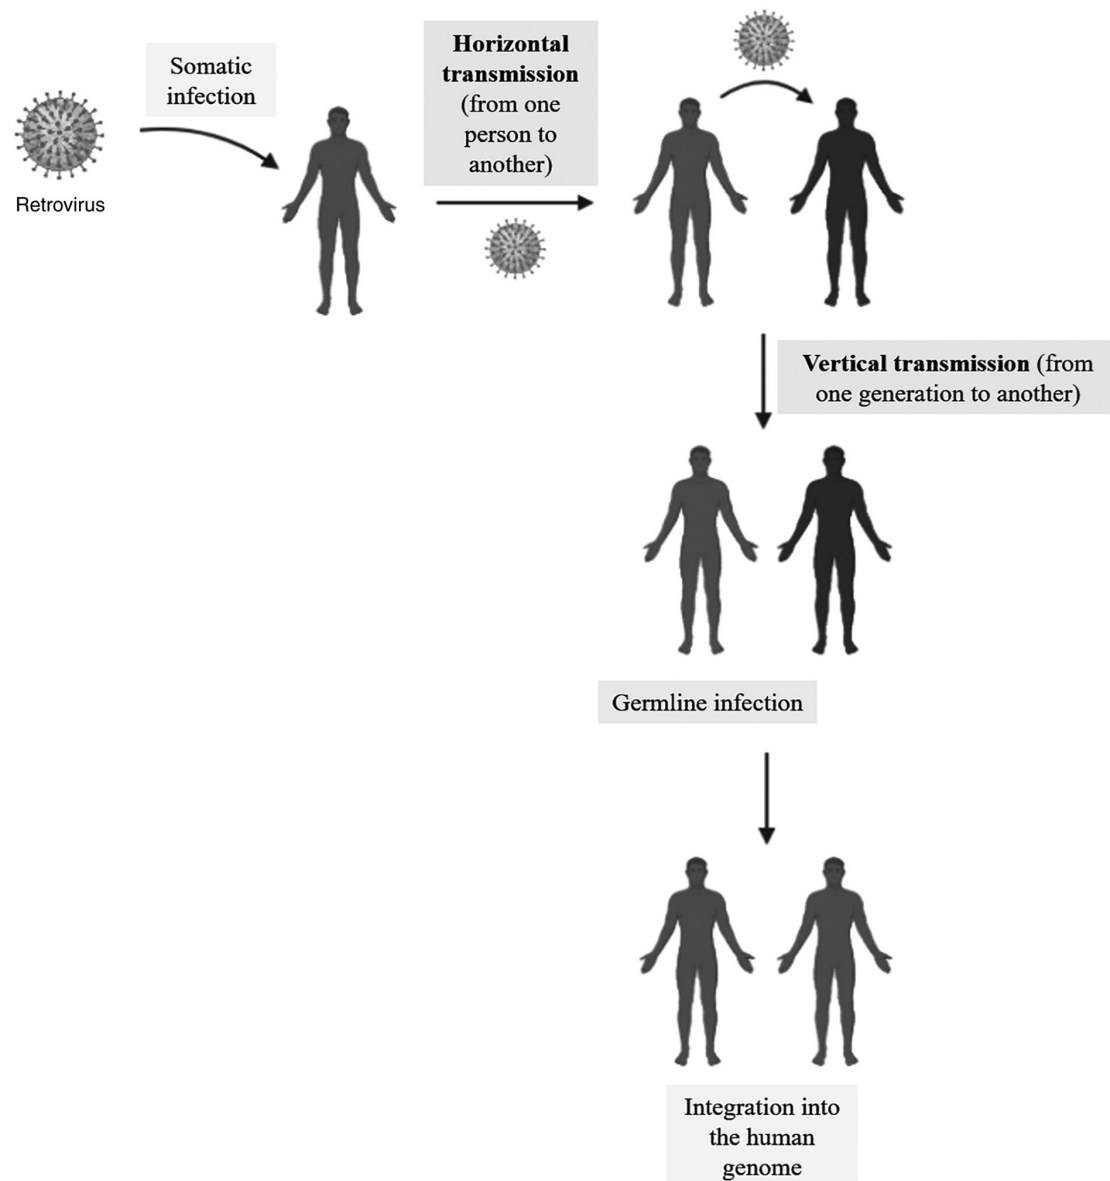 Somatic
infection
Retrovirus
Horizontal
transmission
(from one
person to
another)
Vertical transmission (from
one generation to another)
Germline infection
Integration into
the human
genome